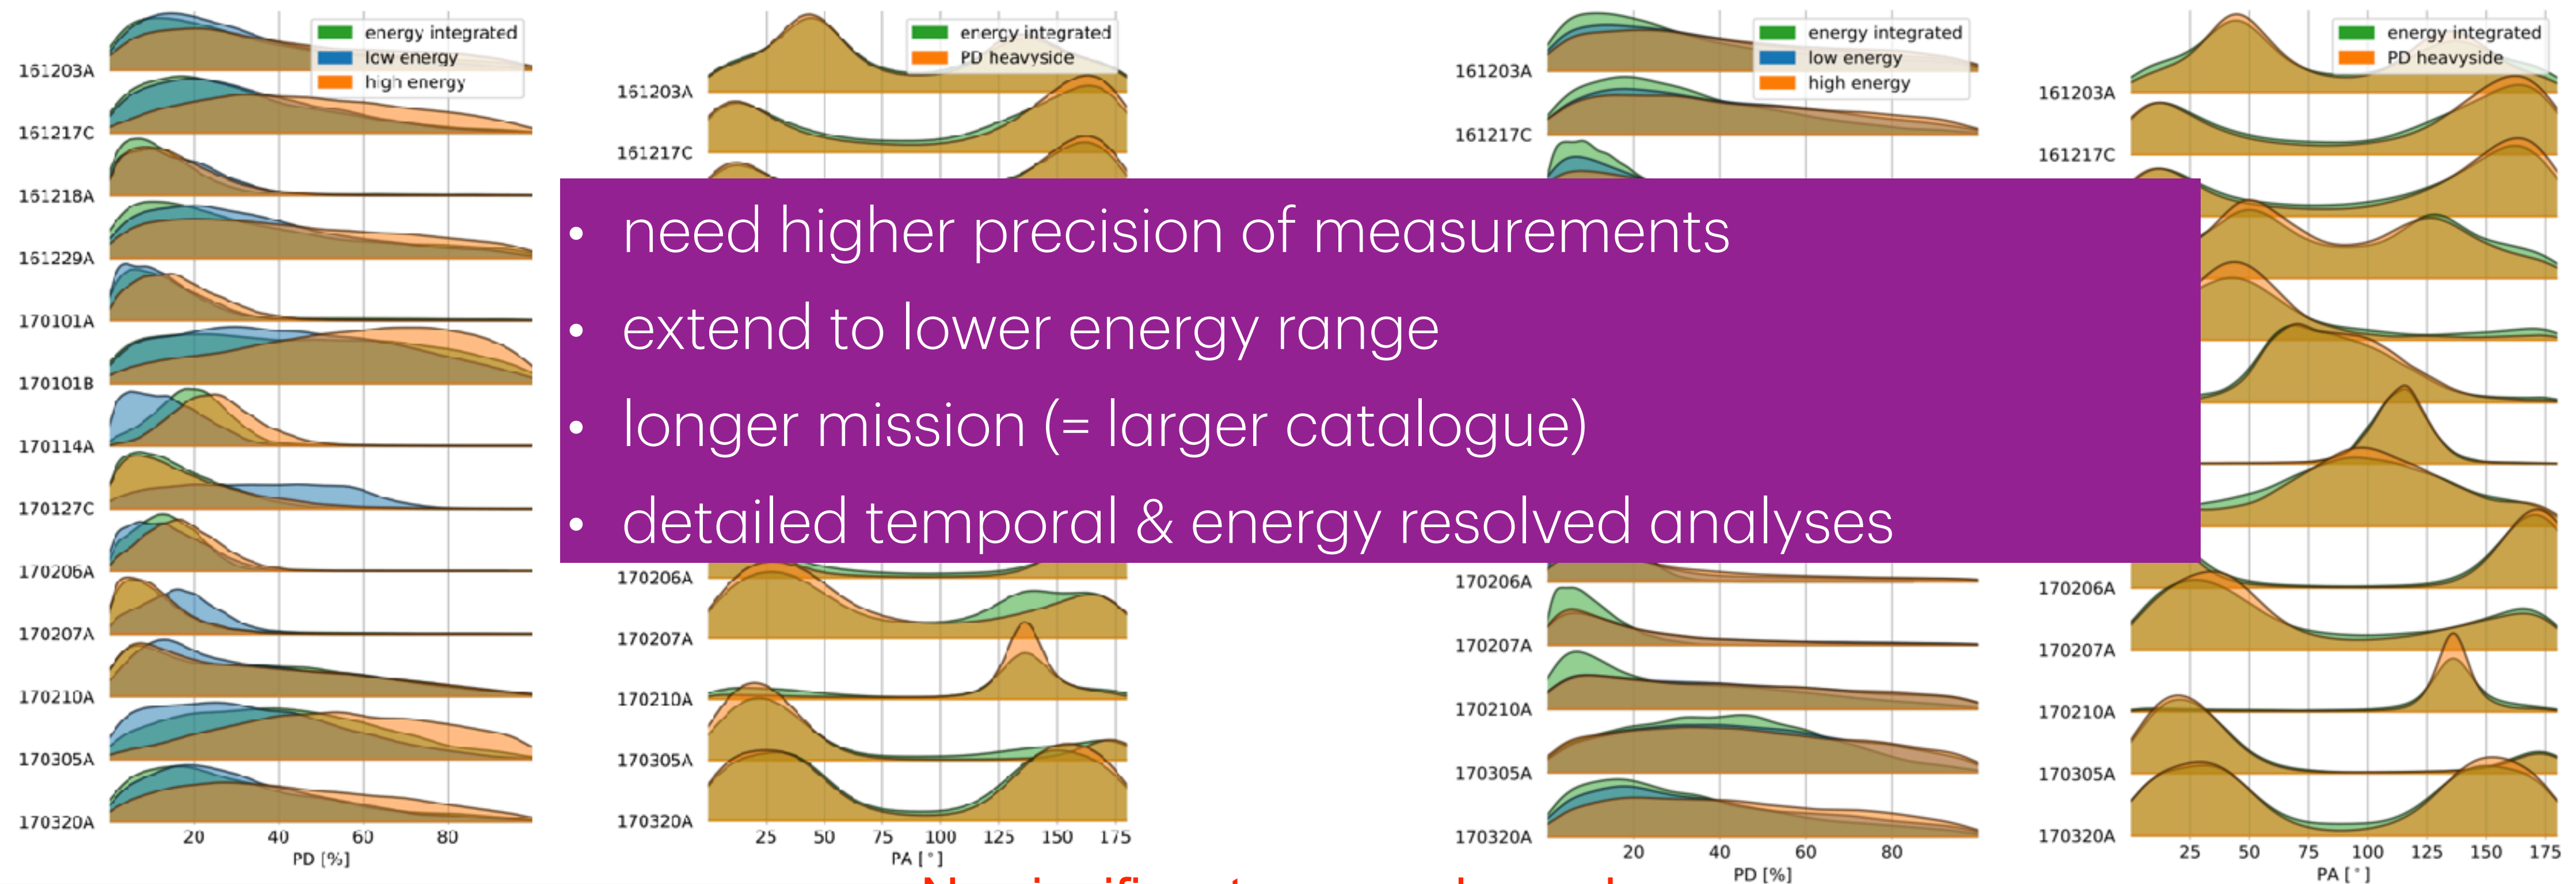 energy integrated
low energy
high energy
161203A
161217C
161218A
161229A
170101A
170101B
170114A
170127C
170206A
170207A
170210A
170305A
170320A
20 40 60 80
PD [%]
energy integrated
PD heavyside
161203A
161217C
170206A
170207A
170210A
170305A
170320A
25 50 75 100 125 150 175
PA [°]
• need higher precision of measurements
• extend to lower energy range
• longer mission (= larger catalogue)
• detailed temporal & energy resolved analyses
energy integrated
low energy
high energy
161203A
161217C
170206A
170207A
170210A
170305A
170320A
20 40 60 80
PD [%]
energy integrated
PD heavyside
161203A
161217C
170206A
170207A
170210A
170305A
170320A
25 50 75 100 125 150 175
PA [°]